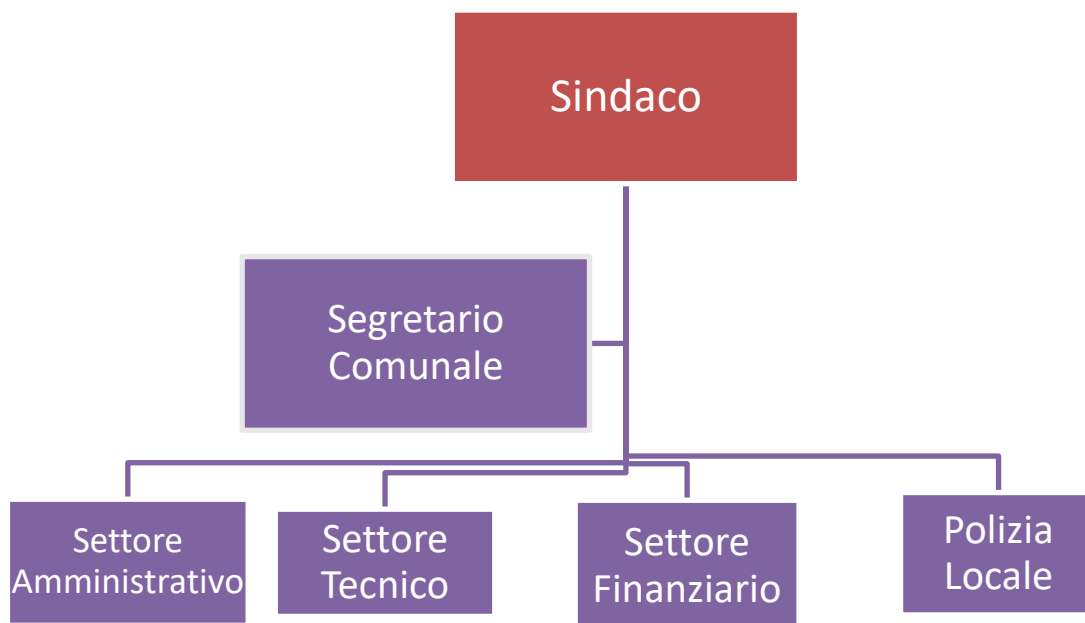 Sindaco
Segretario
Comunale
Settore
Amministrativo
Settore
Tecnico
Settore
Finanziario
Polizia
Locale